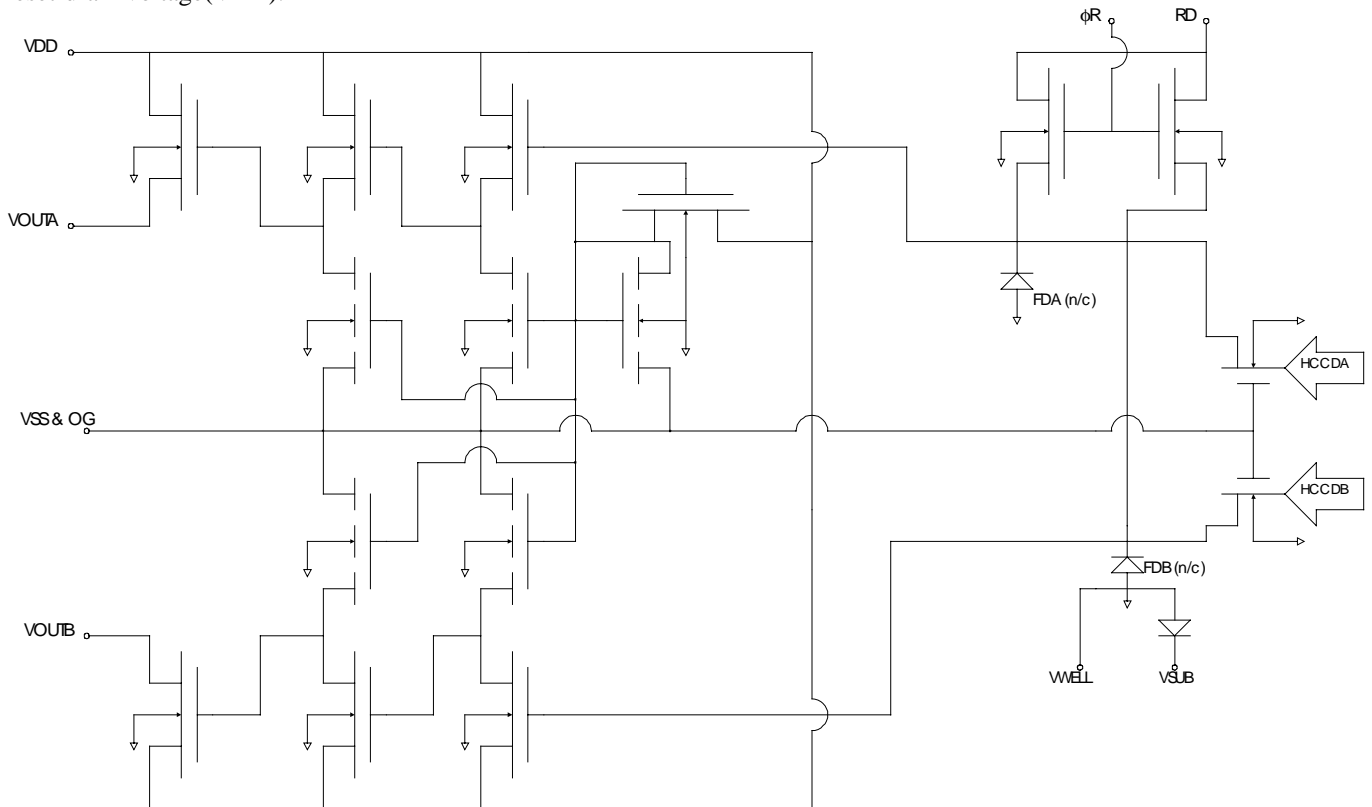 ϕR
RD
VDD
VOUTA
FDA (n/c)
HCCDA
VSS & OG
HCCDB
FDB (n/c)
VOUTB
VWELL
VSUB